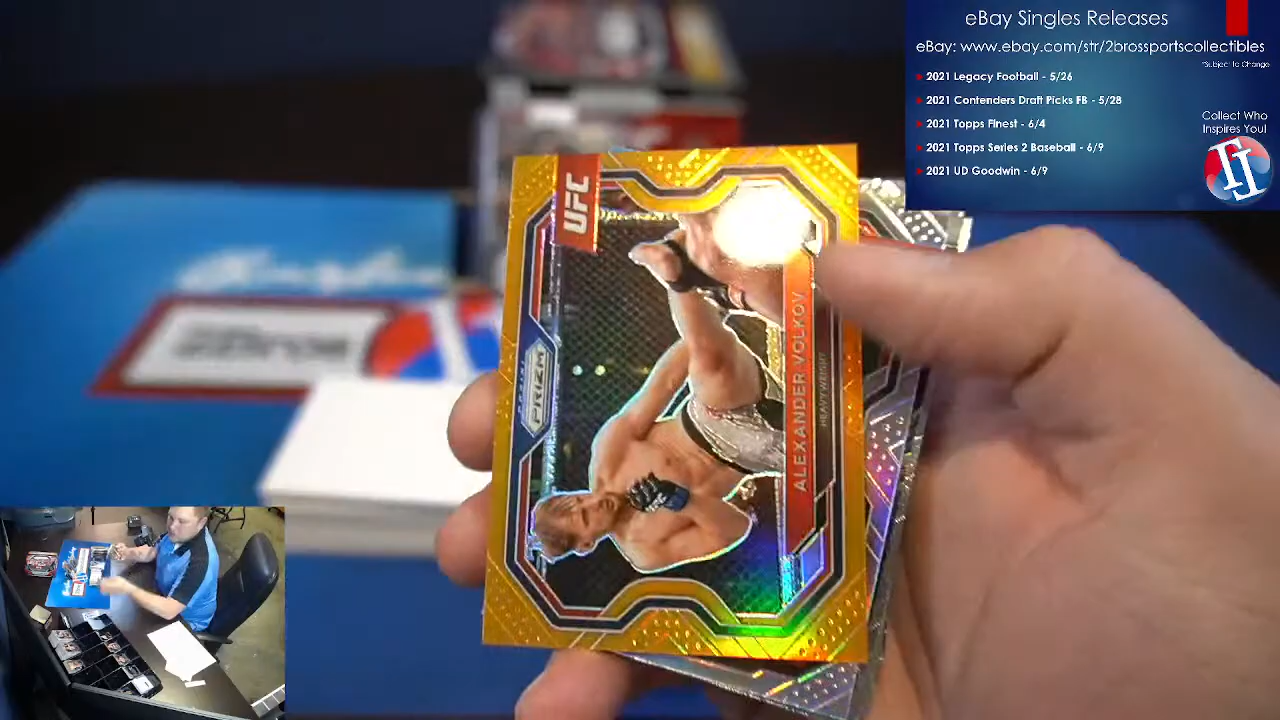 eBay Singles Releases
eBay: www.ebay.com/str/2brossportscollectibles
*Subject to Change
2021 Legacy Football - 5/26
2021 Contenders Draft Picks FB - 5/28
2021 Topps Finest - 6/4
2021 Topps Series 2 Baseball - 6/9
2021 UD Goodwin - 6/9
Collect Who
Inspires You!
UFC
PANINI
PRIZM
ALEXANDER VOLKOV
HEAVYWEIGHT
2Bros